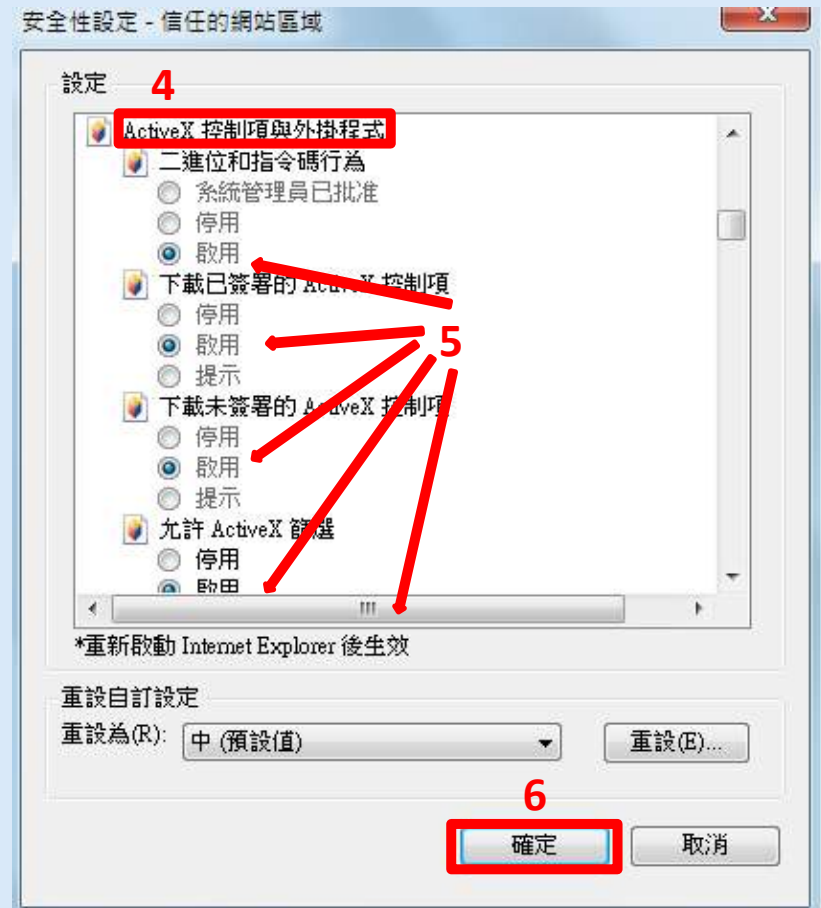 安全性設定 - 信任的網站區域
設定
4
ActiveX 控制項與外掛程式
二進位和指令碼行為
系統管理員已批准
停用
啟用
下載已簽署的 ActiveX 控制項
停用
啟用
5
提示
下載未簽署的 ActiveX 控制項
停用
啟用
提示
允許 ActiveX 篩選
停用
啟用
*重新啟動 Internet Explorer 後生效
重設自訂設定
重設為(R): 中 (預設值) 重設(E)...
6
確定 取消